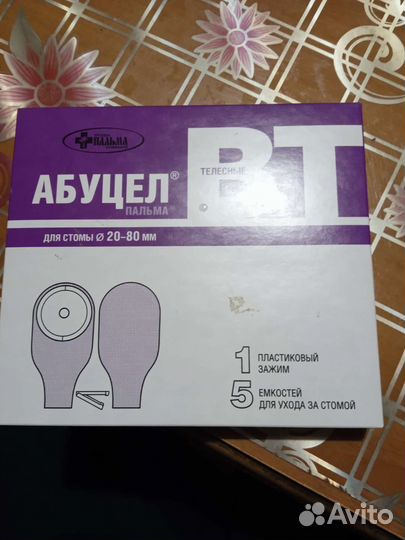 ПАЛЬМА
ВТ
ТЕЛЕСНЫЕ
АБУЦЕЛ®
ПАЛЬМА®
ДЛЯ СТОМЫ Ø 20-80 ММ
1 ПЛАСТИКОВЫЙ
ЗАЖИМ
5 ЕМКОСТЕЙ
ДЛЯ УХОДА ЗА СТОМОЙ
Avito